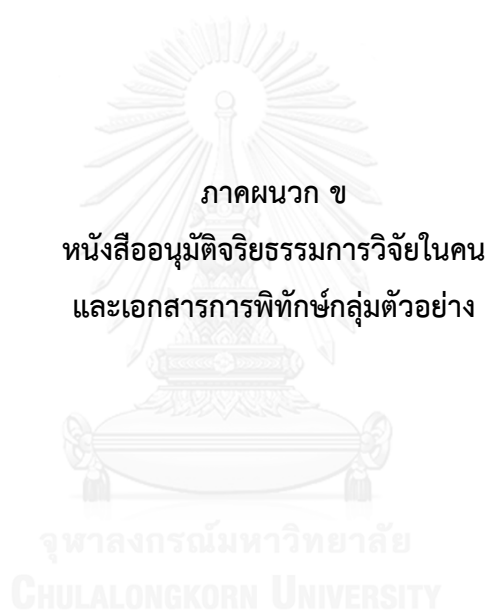 ภาคผนวก ข
หนังสืออนุมัติจริยธรรมการวิจัยในคน
และเอกสารการพิทักษ์กลุ่มตัวอย่าง
จุฬาลงกรณ์มหาวิทยาลัย
CHULALONGKORN UNIVERSITY